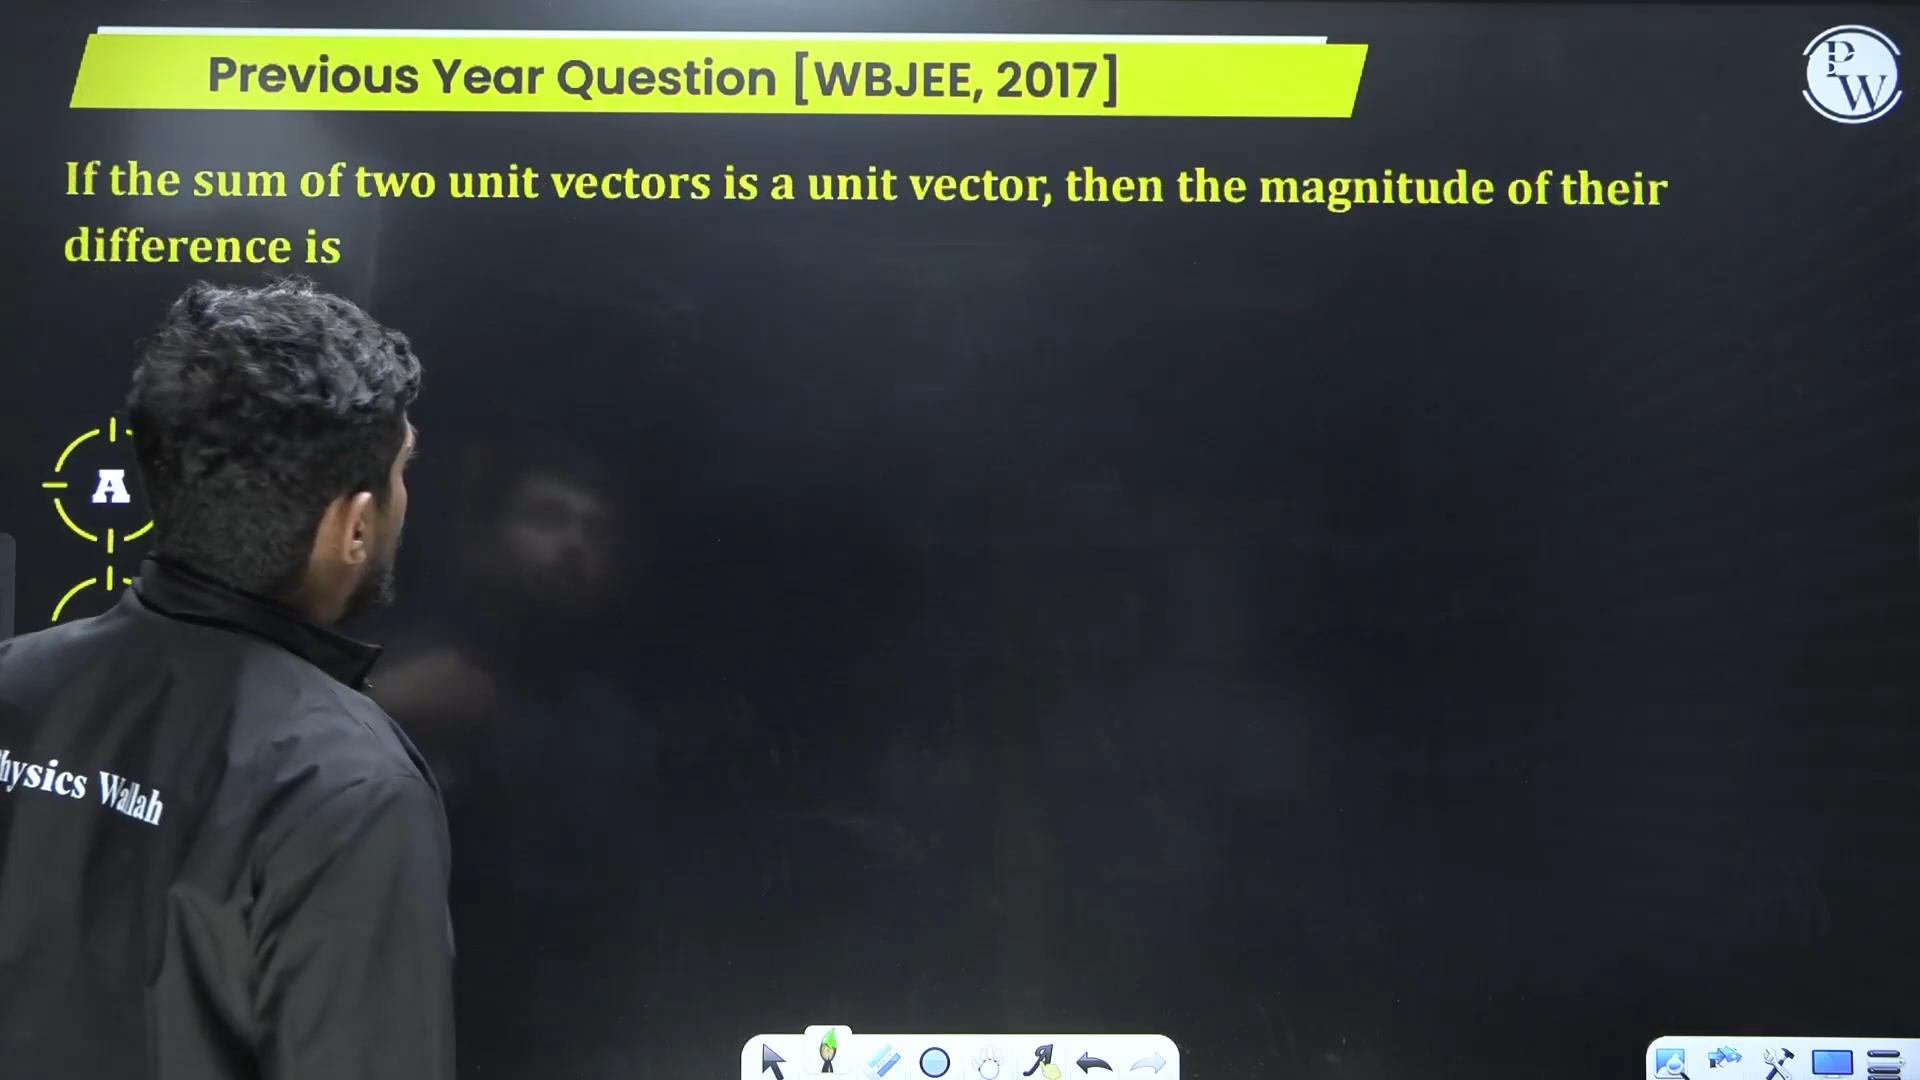 Previous Year Question [WBJEE, 2017]
PW
If the sum of two unit vectors is a unit vector, then the magnitude of their
difference is
A
Wallah